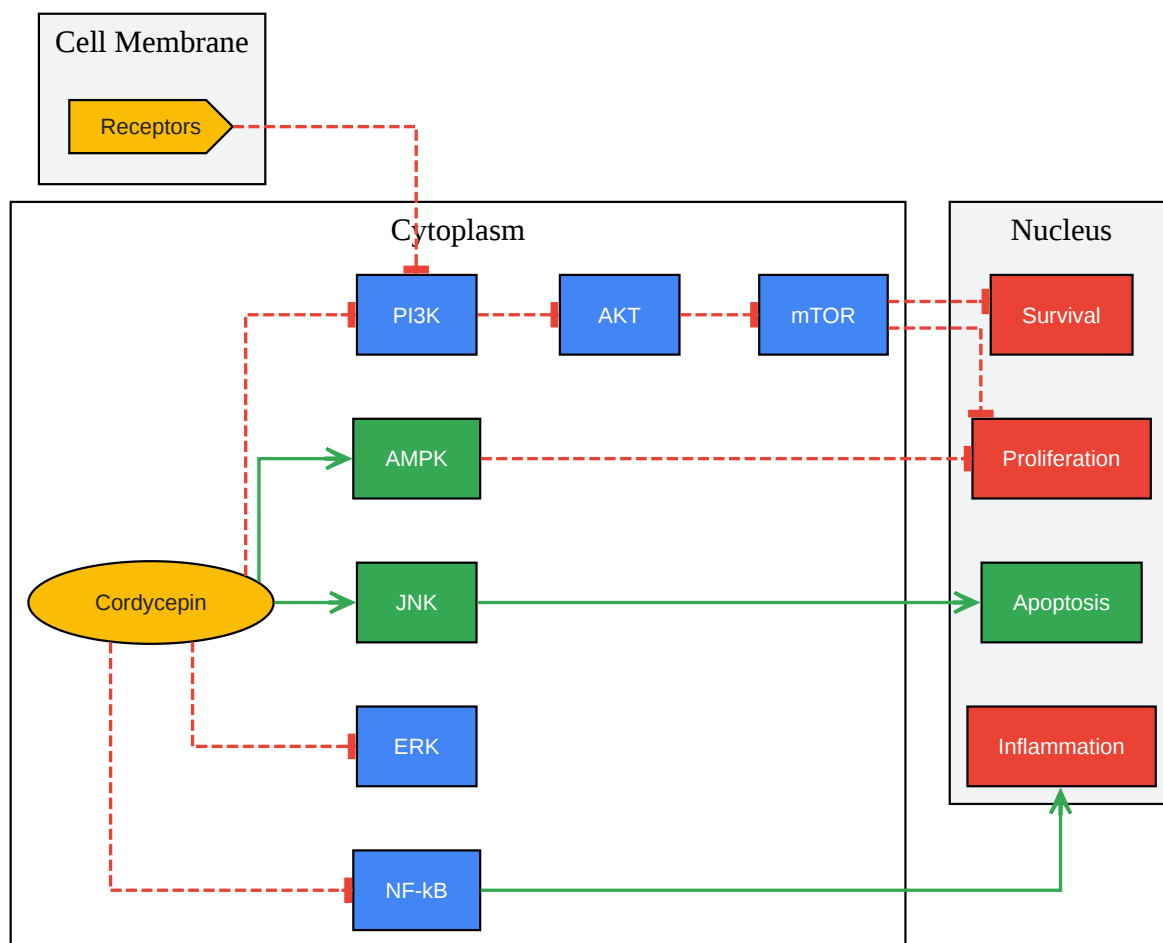 Cell Membrane
Receptors
Cytoplasm
Nucleus
PI3K
AKT
mTOR
Survival
AMPK
Proliferation
Cordycepin
JNK
Apoptosis
ERK
Inflammation
NF-kB